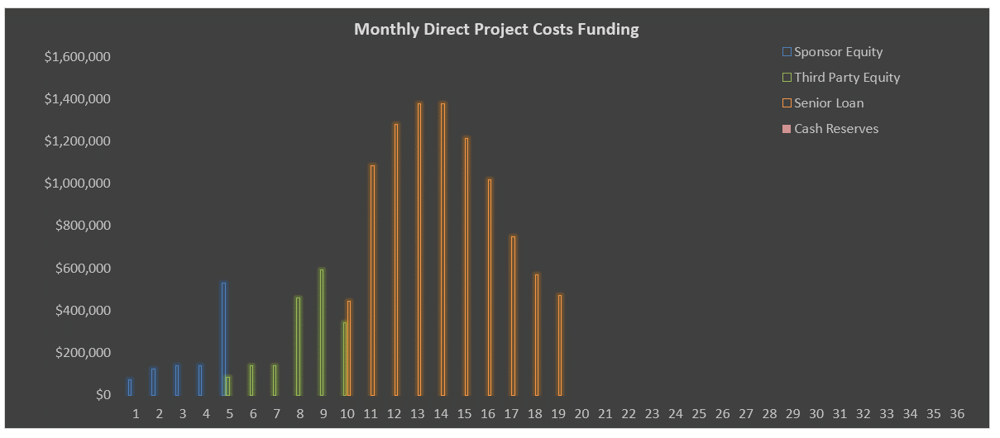 Monthly Direct Project Costs Funding
$1,600,000
$1,400,000
$1,200,000
$1,000,000
$800,000
$600,000
$400,000
$200,000
$0
Sponsor Equity
Third Party Equity
Senior Loan
Cash Reserves
1 2 3 4 5 6 7 8 9 10 11 12 13 14 15 16 17 18 19 20 21 22 23 24 25 26 27 28 29 30 31 32 33 34 35 36